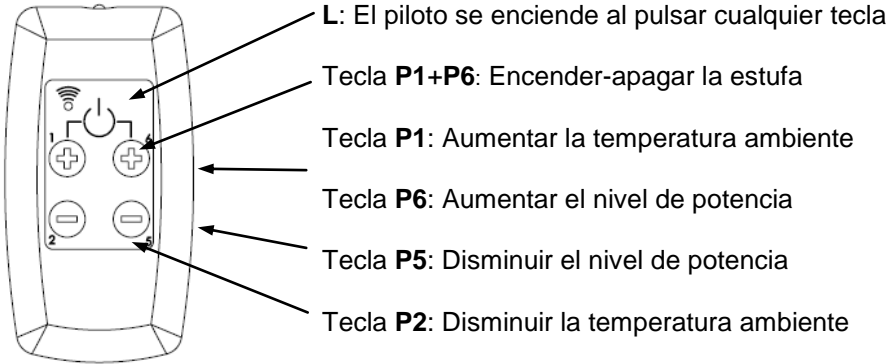 L: El piloto se enciende al pulsar cualquier tecla
Tecla P1+P6: Encender-apagar la estufa
Tecla P1: Aumentar la temperatura ambiente
Tecla P6: Aumentar el nivel de potencia
Tecla P5: Disminuir el nivel de potencia
Tecla P2: Disminuir la temperatura ambiente
1 6
2 5